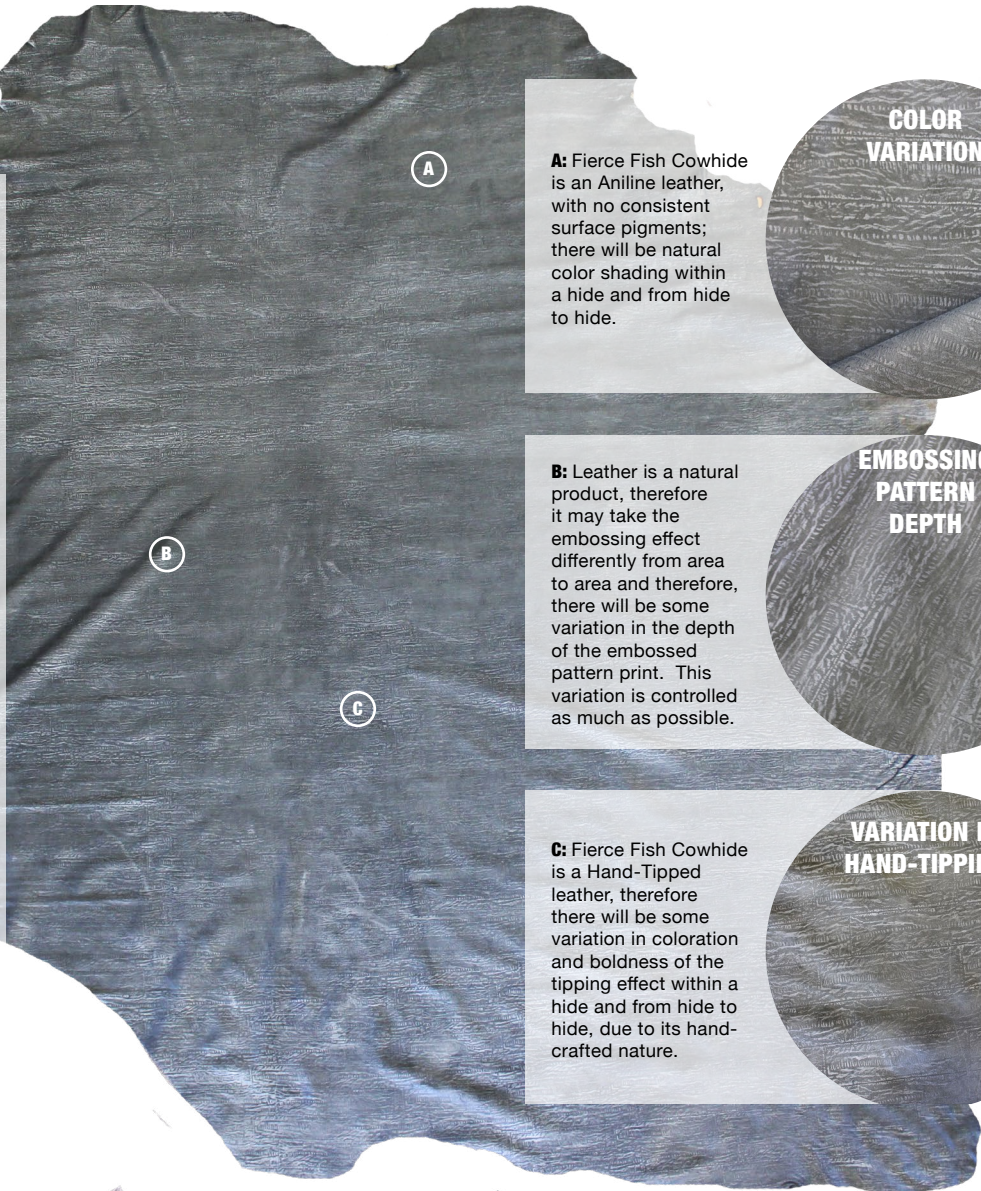 A
COLOR
VARIATION
A: Fierce Fish Cowhide
is an Aniline leather,
with no consistent
surface pigments;
there will be natural
color shading within
a hide and from hide
to hide.
B
EMBOSSING
PATTERN
DEPTH
B: Leather is a natural
product, therefore
it may take the
embossing effect
differently from area
to area and therefore,
there will be some
variation in the depth
of the embossed
pattern print.  This
variation is controlled
as much as possible.
C
VARIATION
HAND-TIPPI
C: Fierce Fish Cowhide
is a Hand-Tipped
leather, therefore
there will be some
variation in coloration
and boldness of the
tipping effect within a
hide and from hide to
hide, due to its hand-
crafted nature.